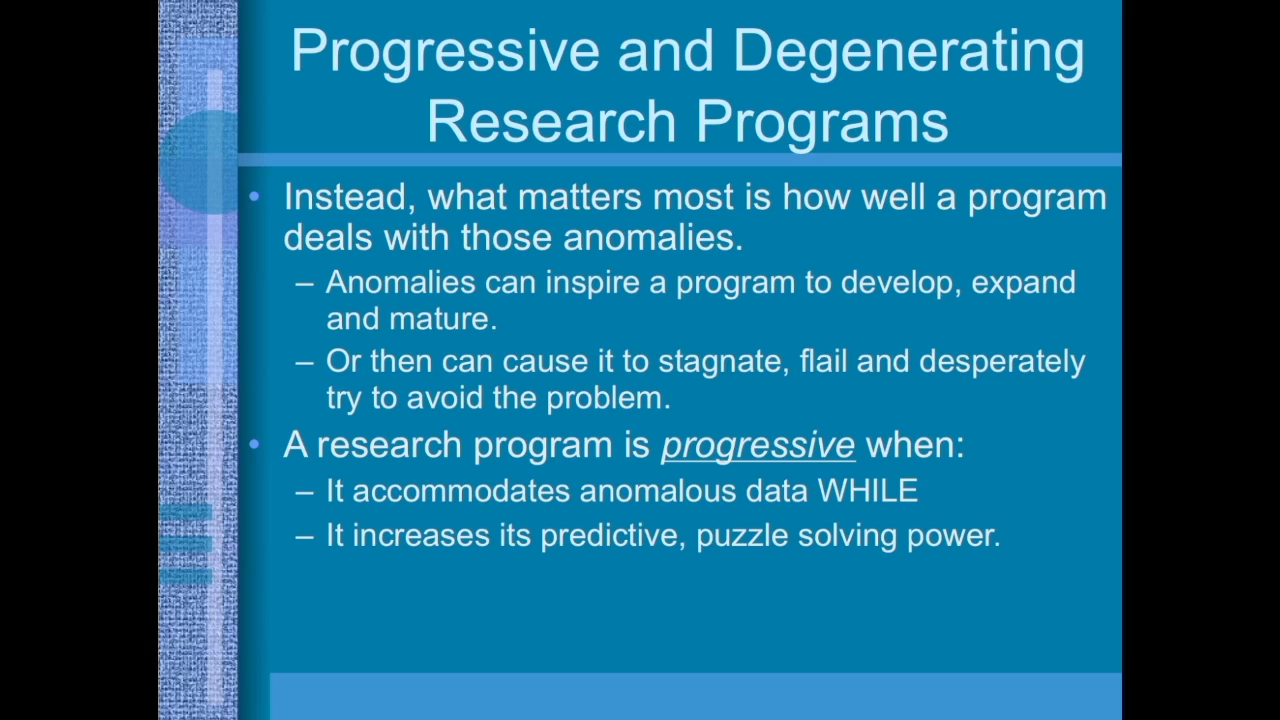 Progressive and Degenerating
Research Programs
• Instead, what matters most is how well a program
deals with those anomalies.
– Anomalies can inspire a program to develop, expand
and mature.
– Or then can cause it to stagnate, flail and desperately
try to avoid the problem.
• A research program is progressive when:
– It accommodates anomalous data WHILE
– It increases its predictive, puzzle solving power.